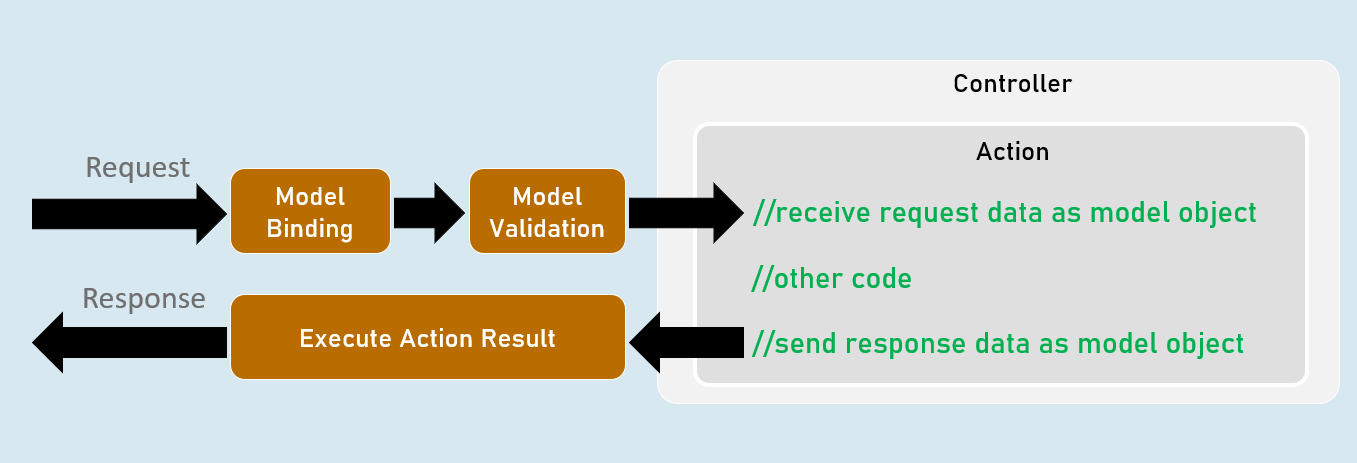 Controller
Action
Request
Model
Binding
Model
Validation
//receive request data as model object
//other code
Response
Execute Action Result
//send response data as model object